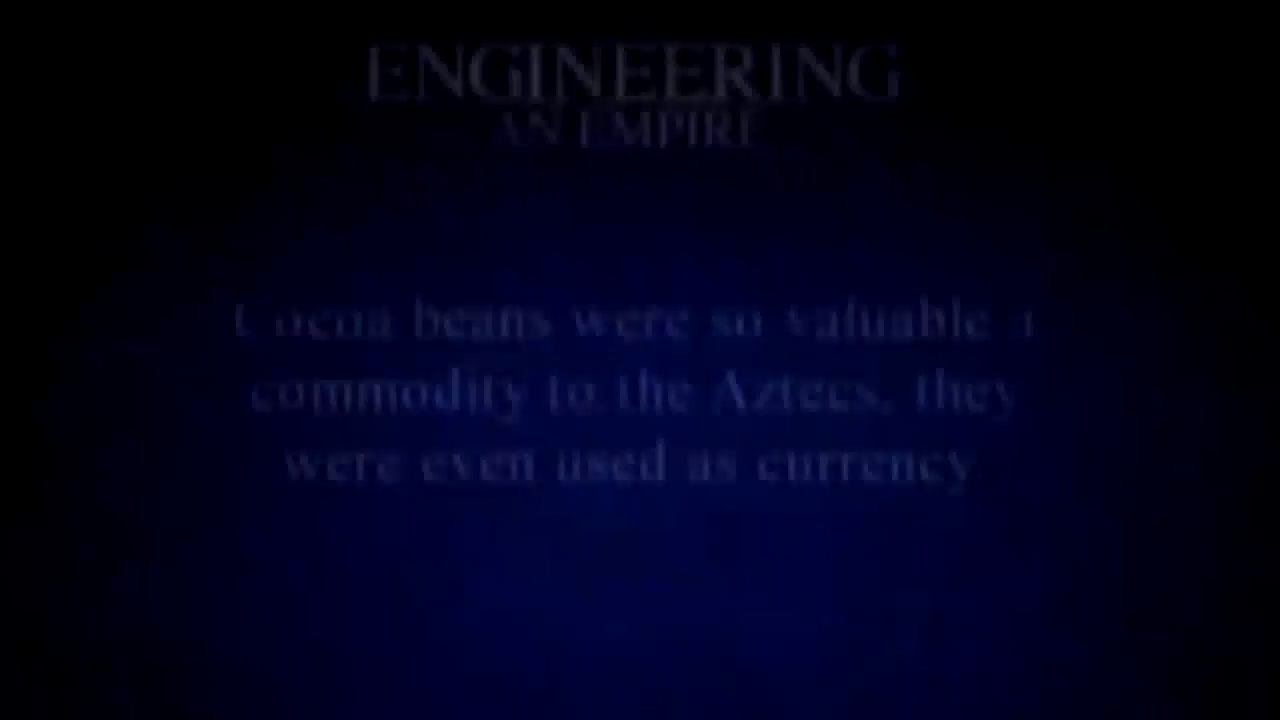 ENGINEERING
AN EMPIRE
Cocoa beans were so valuable a
commodity to the Aztecs, they
were even used as currency